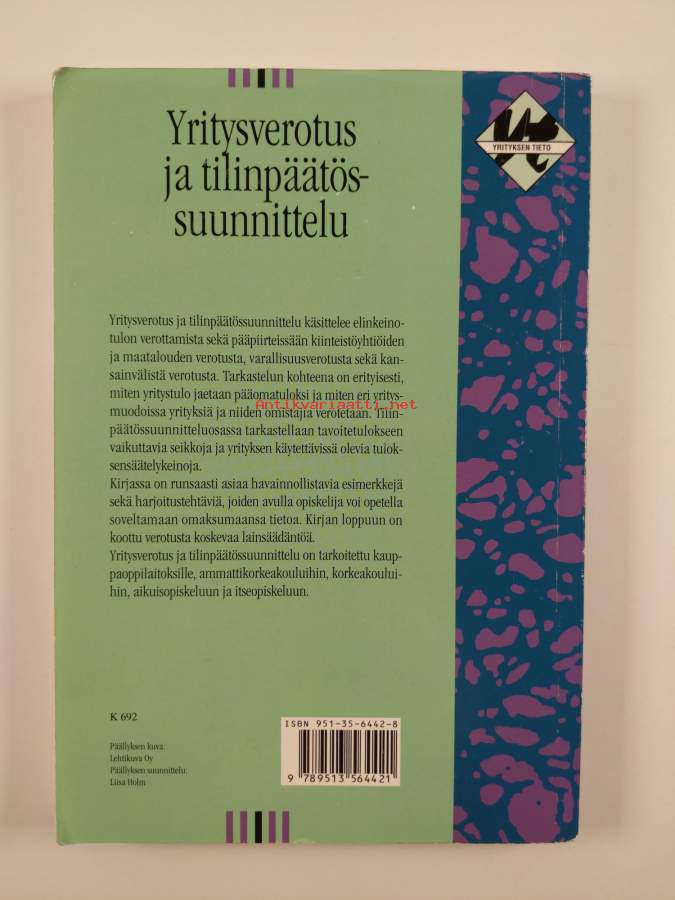 Yritysverotus
ja tilinpäätös-
suunnittelu
YRITYKSEN TIETO
Yritysverotus ja tilinpäätössuunnittelu käsittelee elinkeino-
tulon verottamista sekä pääpiirteissään kiinteistöyhtiöiden
ja maatalouden verotusta, varallisuusverotusta sekä kan-
sainvälistä verotusta. Tarkastelun kohteena on erityisesti,
miten yritystulo jaetaan pääomatuloksi ja miten eri yritys-
muodoissa yrityksiä ja niiden omistajia verotetaan. Tilin-
päätössuunnitteluosassa tarkastellaan tavoitetulokseen
vaikuttavia seikkoja ja yrityksen käytettävissä olevia tulok-
sensäätelykeinoja.
Kirjassa on runsaasti asiaa havainnollistavia esimerkkejä
sekä harjoitustehtäviä, joiden avulla opiskelija voi opetella
soveltamaan omaksumaansa tietoa. Kirjan loppuun on
koottu verotusta koskevaa lainsäädäntöä.
Yritysverotus ja tilinpäätössuunnittelu on tarkoitettu kaup-
paoppilaitoksille, ammattikorkeakouluihin, korkeakoului-
hin, aikuisopiskeluun ja itseopiskeluun.
Antikvariaatti.net
K 692
Päällyksen kuva:
Lehtikuva Oy
Päällyksen suunnittelu:
Liisa Holm
ISBN 951-35-6442-8
9 789513 564421